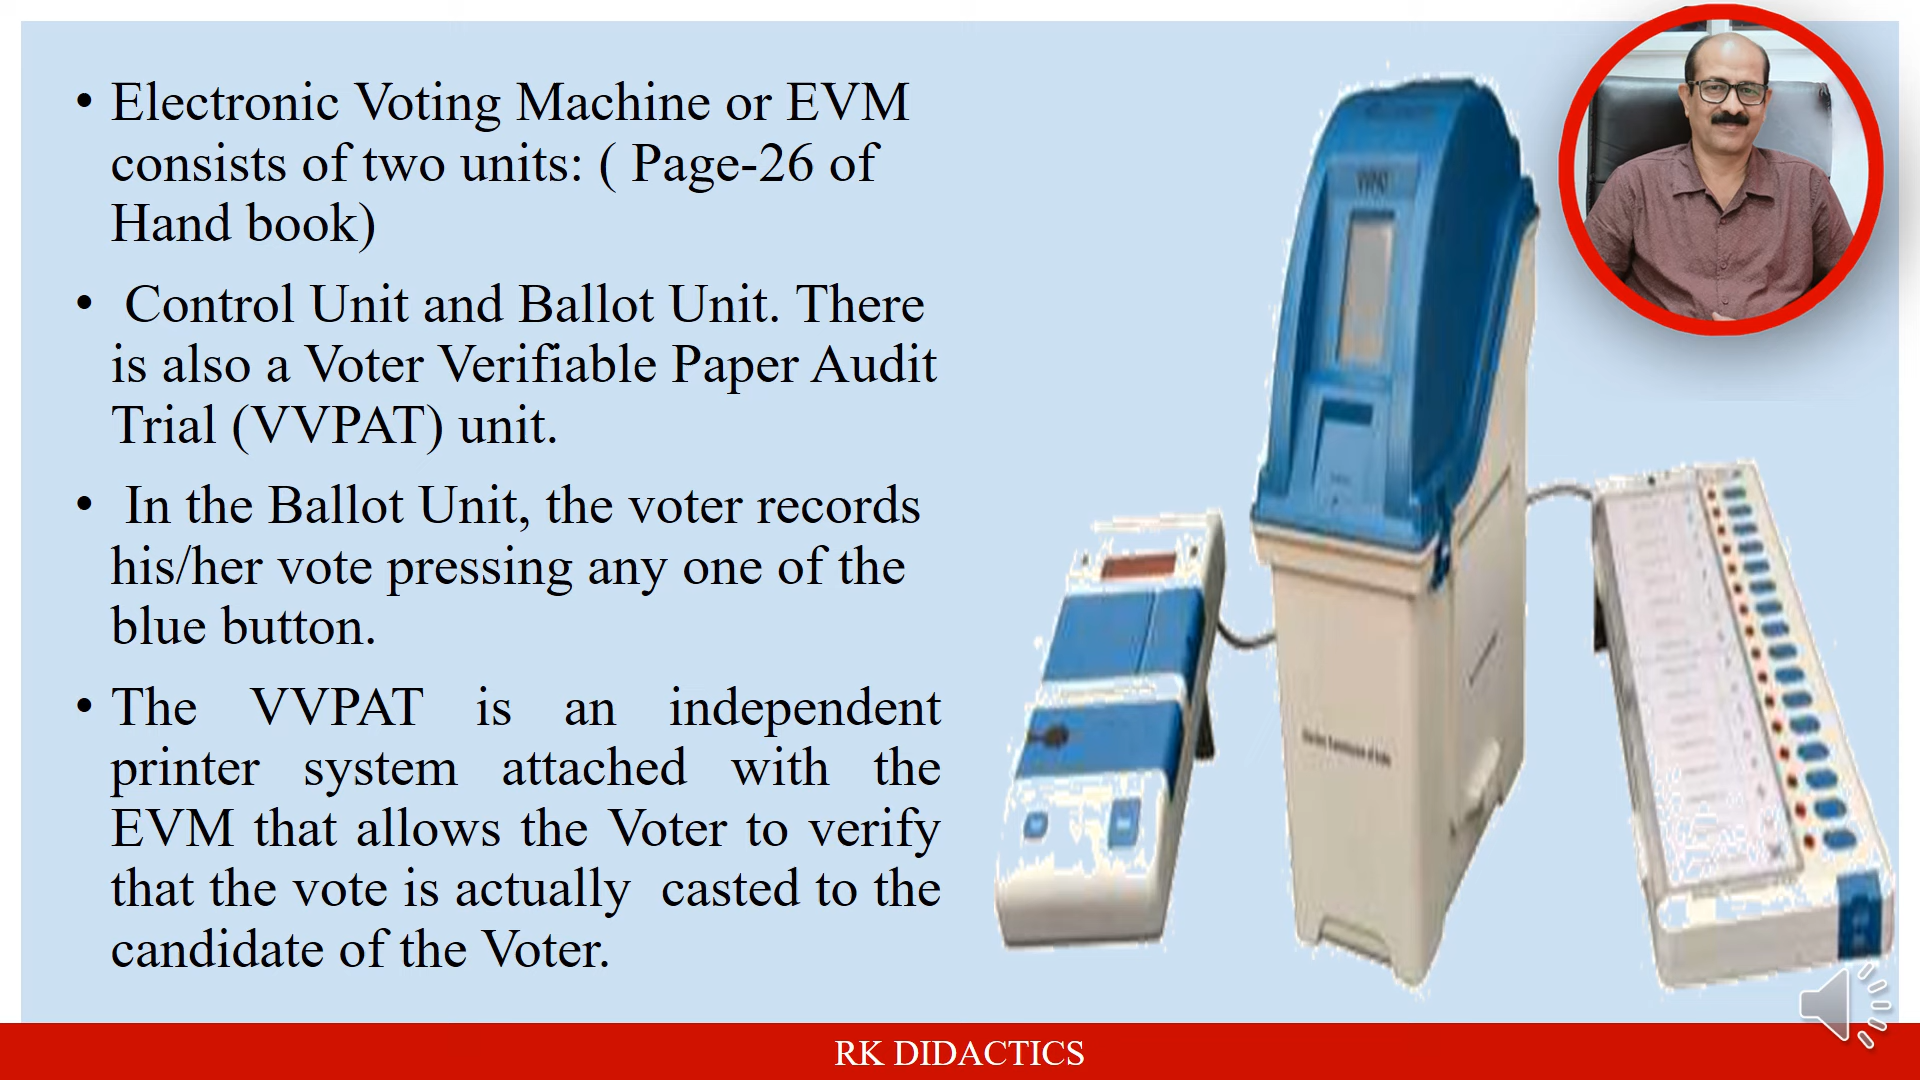 • Electronic Voting Machine or EVM
consists of two units: ( Page-26 of
Hand book)
• Control Unit and Ballot Unit. There
is also a Voter Verifiable Paper Audit
Trial (VVPAT) unit.
• In the Ballot Unit, the voter records
his/her vote pressing any one of the
blue button.
• The VVPAT is an independent
printer system attached with the
EVM that allows the Voter to verify
that the vote is actually casted to the
candidate of the Voter.
VVPAT
RK DIDACTICS